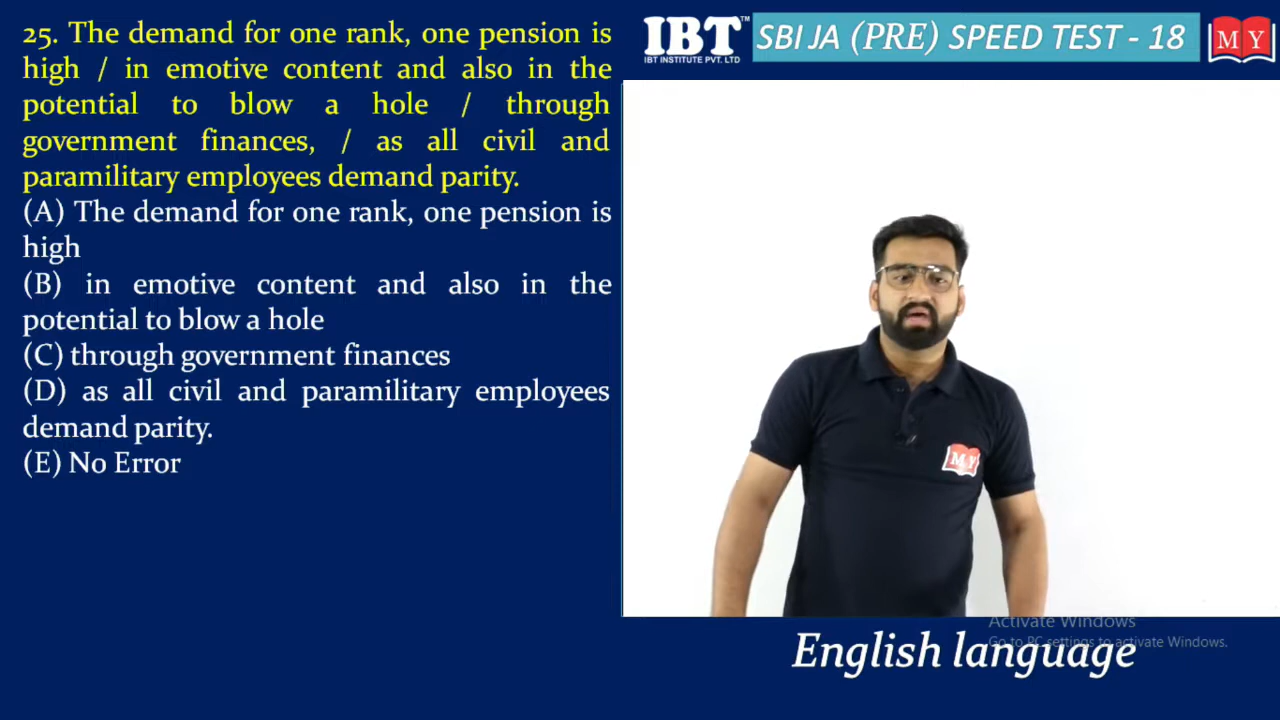 25. The demand for one rank, one pension is
high / in emotive content and also in the
potential to blow a hole / through
government finances, / as all civil and
paramilitary employees demand parity.
(A) The demand for one rank, one pension is
high
(B) in emotive content and also in the
potential to blow a hole
(C) through government finances
(D) as all civil and paramilitary employees
demand parity.
(E) No Error
IBT™
IBT INSTITUTE PVT. LTD
SBI JA (PRE) SPEED TEST - 18
M Y
M Y
Activate Windows
Go to PC settings to activate Windows.
English language